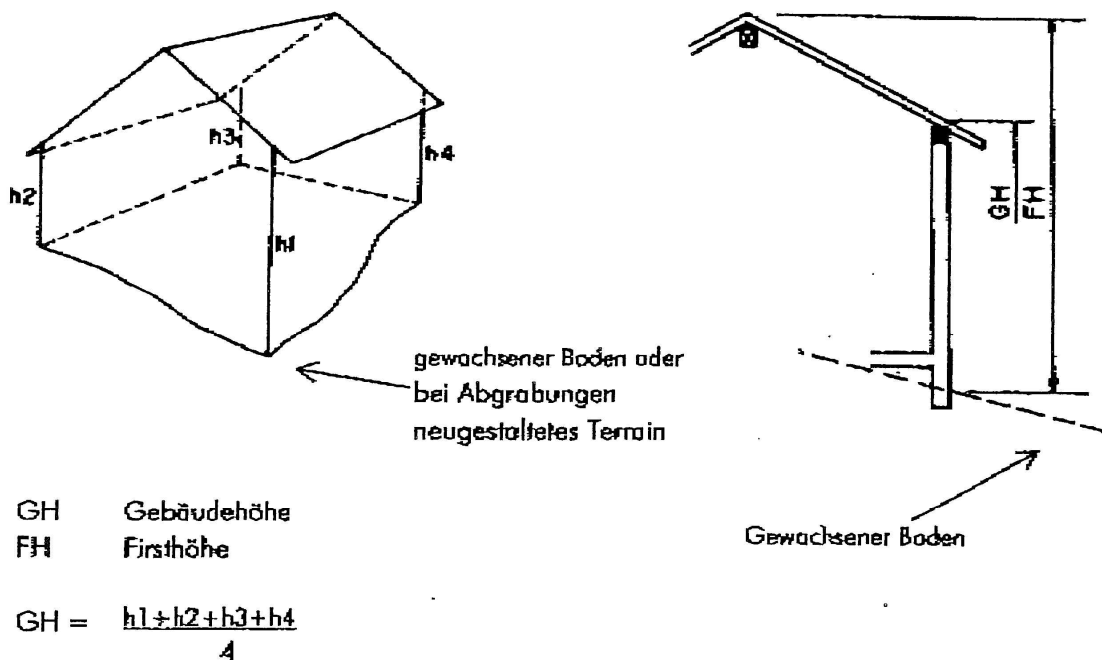 h3
h4
h2
h1
GH
FH
gewachsener Boden oder
bei Abgrabungen
neugestaltetes Terrain
Gewachsener Boden
GH Gebäudehöhe
FH Firsthöhe
GH = h1+h2+h3+h4
4